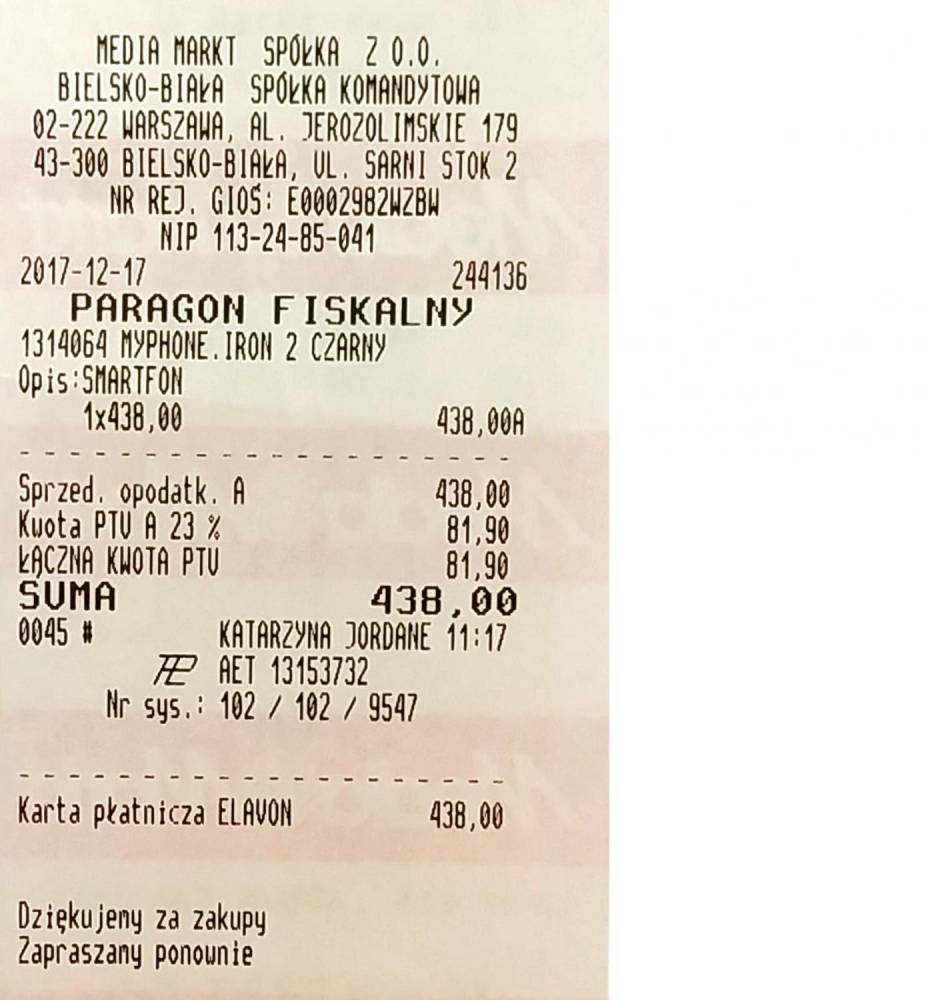 MEDIA MARKT SPÓŁKA Z O.O.
BIELSKO-BIAŁA SPÓŁKA KOMANDYTOWA
02-222 WARSZAWA, AL. JEROZOLIMSKIE 179
43-300 BIELSKO-BIAŁA, UL. SARNI STOK 2
NR REJ. GIOŚ: E0002982WZBW
NIP 113-24-85-041
2017-12-17 244136
PARAGON FISKALNY
1314064 MYPHONE.IRON 2 CZARNY
Opis:SMARTFON
1x438,00 438,00A
Sprzed. opodatk. A 438,00
Kwota PTU A 23 % 81,90
ŁĄCZNA KWOTA PTU 81,90
SUMA 438,00
0045 # KATARZYNA JORDANE 11:17
AET 13153732
Nr sys.: 102 / 102 / 9547
Karta płatnicza ELAVON 438,00
Dziękujemy za zakupy
Zapraszamy ponownie